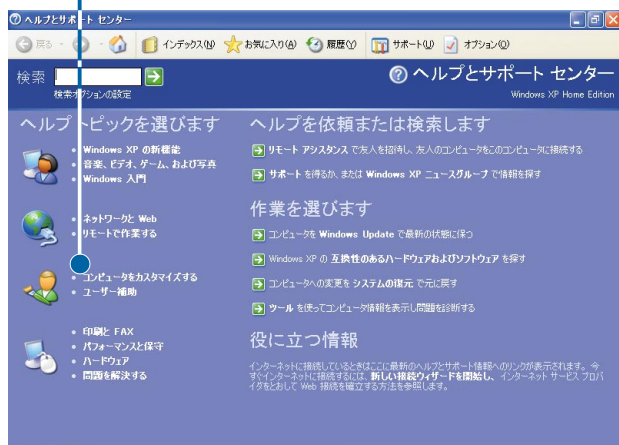 ヘルプとサポート センター
戻る
インデックス(N) お気に入り(A) 履歴(Y) サポート(U) オプション(O)
検索
検索オプションの設定
ヘルプとサポート センター
Windows XP Home Edition
ヘルプ トピックを選びます
Windows XP の新機能
音楽、ビデオ、ゲーム、および写真
Windows 入門
ネットワークと Web
リモートで作業する
コンピュータをカスタマイズする
ユーザー補助
印刷と FAX
パフォーマンスと保守
ハードウェア
問題を解決する
ヘルプを依頼または検索します
リモート アシスタンス で友人を招待し、友人のコンピュータをこのコンピュータに接続する
サポート を得るか、または Windows XP ニュースグループ で情報を探す
作業を選びます
コンピュータを Windows Update で最新の状態に保つ
Windows XP の 互換性のあるハードウェアおよびソフトウェア を探す
コンピュータへの変更を システムの復元 で元に戻す
ツール を使ってコンピュータ情報を表示し問題を診断する
役に立つ情報
インターネットに接続しているときはここに最新のヘルプとサポート情報へのリンクが表示されます。今
すぐインターネットに接続するには、新しい接続ウィザードを開始し、インターネット サービス プロバ
イダをとおして Web 接続を確立する方法を参照します。